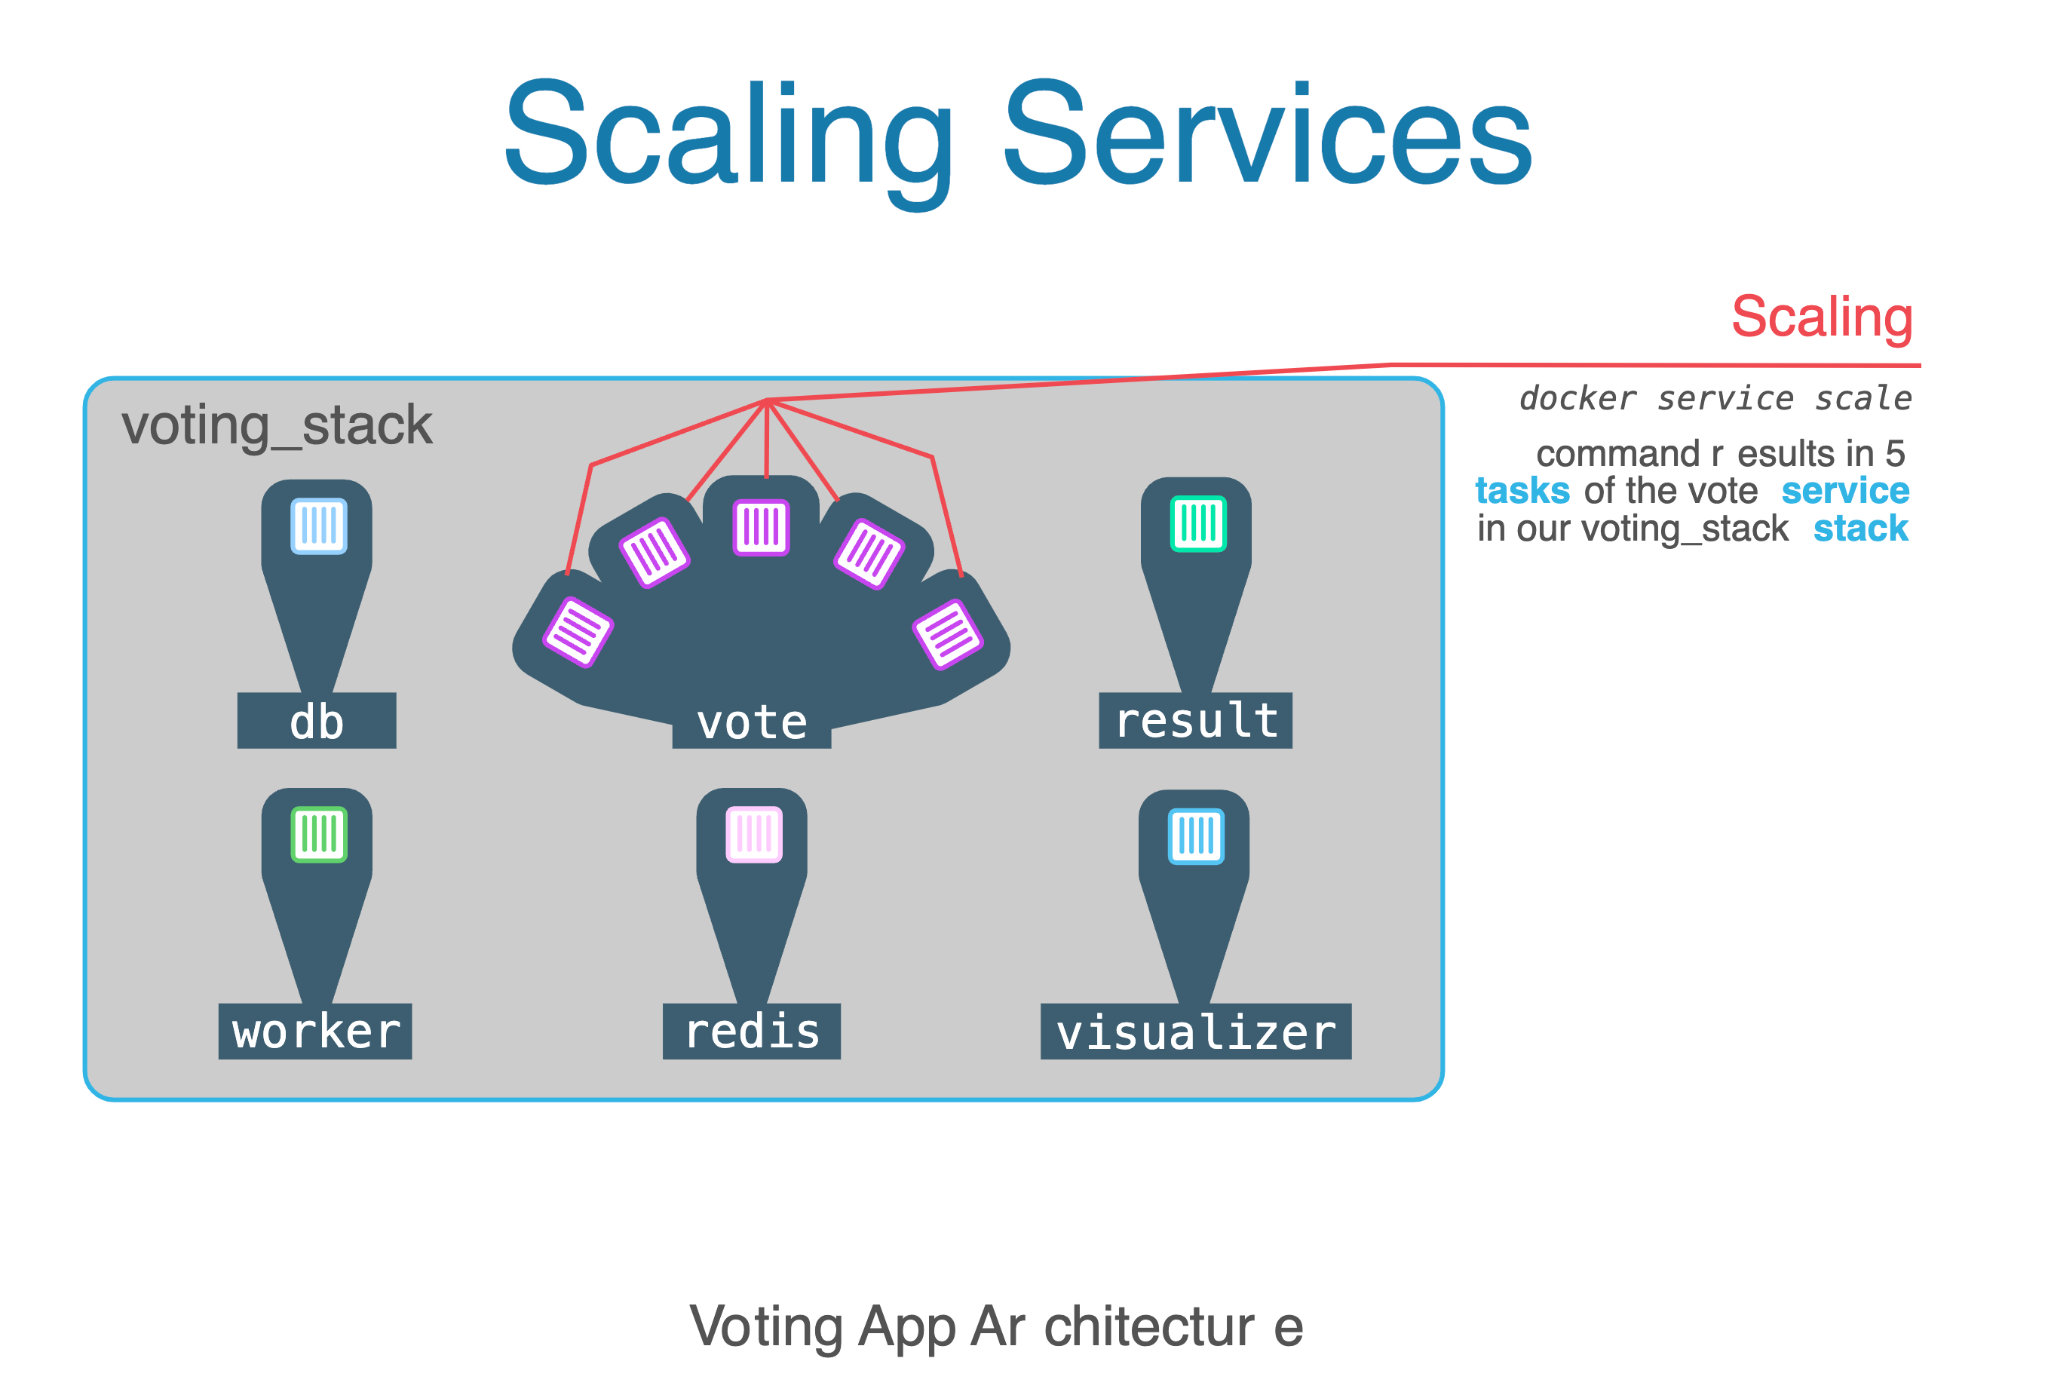 Scaling Services
Scaling
docker service scale
command r esults in 5
tasks of the vote service
in our voting_stack stack
voting_stack
db
vote
result
worker
redis
visualizer
Voting App Ar chitectur e